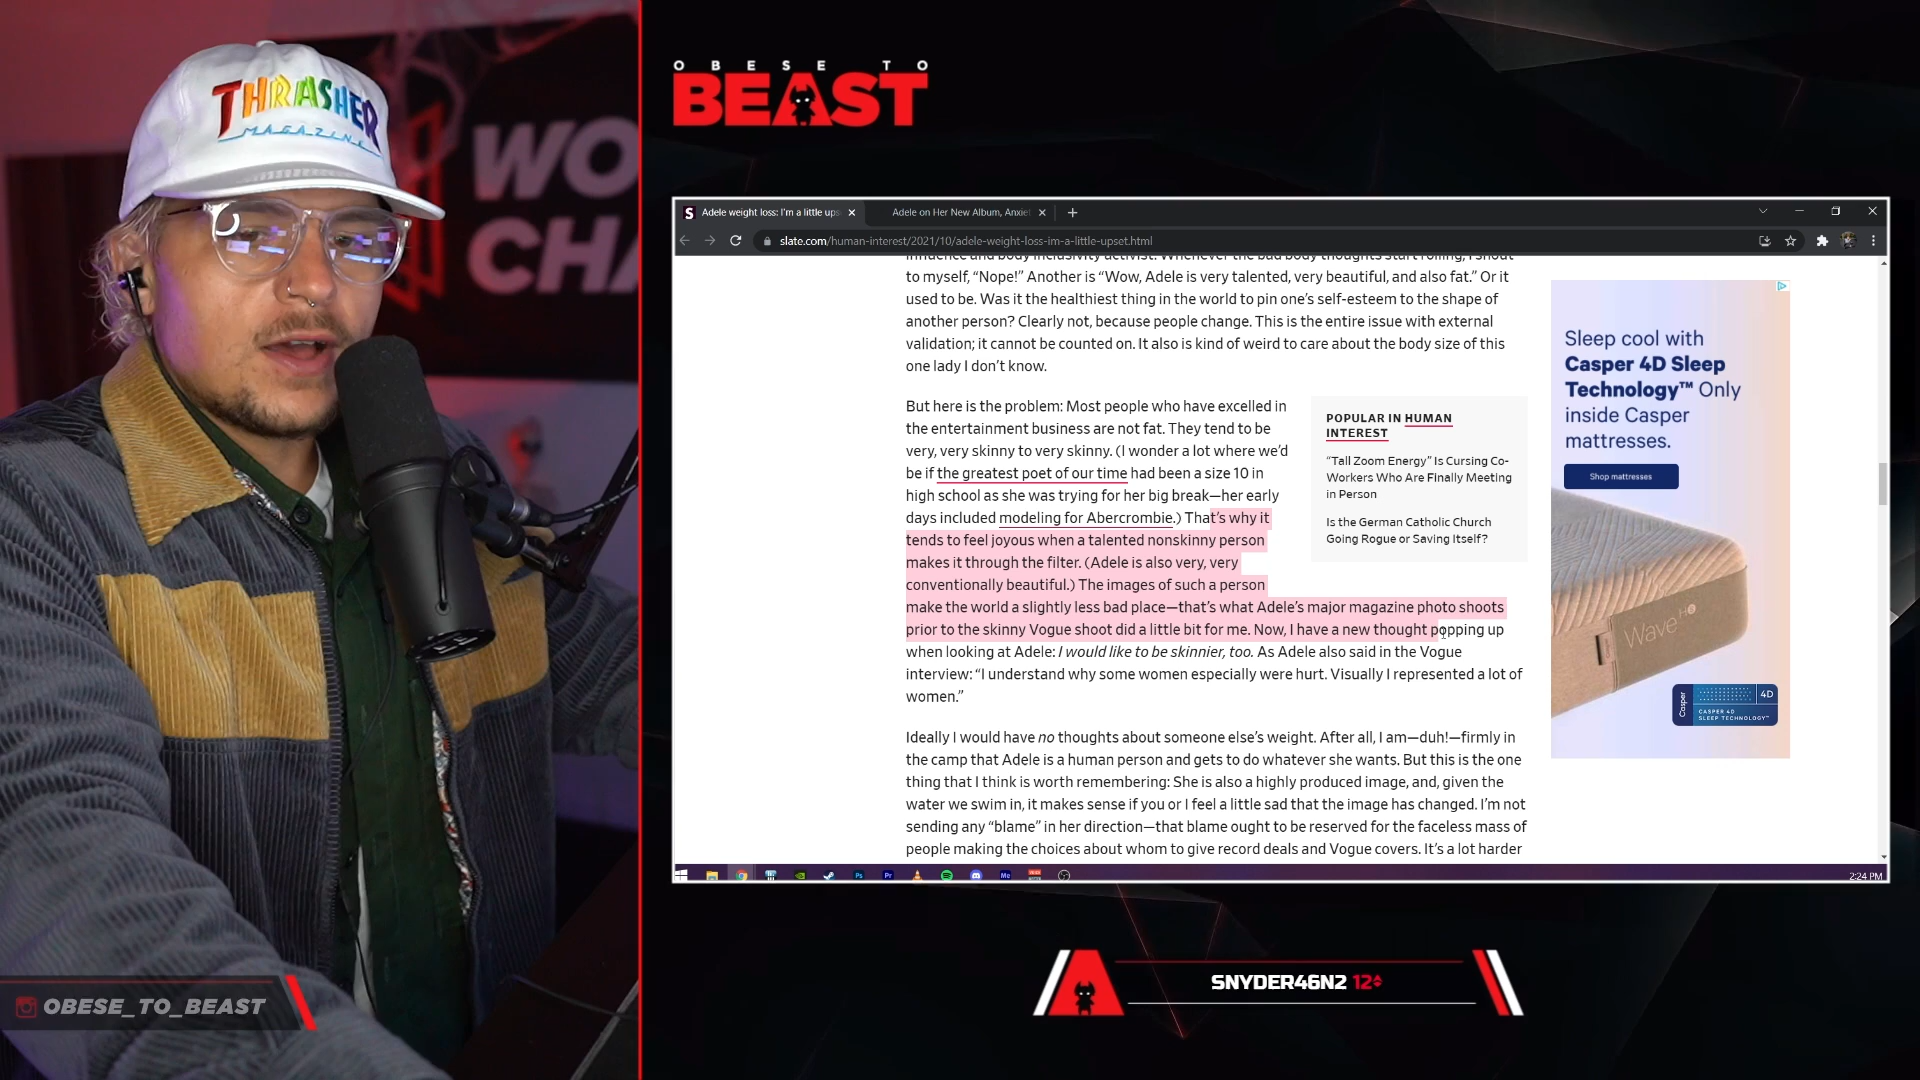 THRASHER
MAGAZINE
WO
CHA
OBESE_TO_BEAST
OBESE TO
BEAST
Adele weight loss: I'm a little ups
Adele on Her New Album, Anxiet
slate.com/human-interest/2021/10/adele-weight-loss-im-a-little-upset.html
influence and body inclusivity activist. Whenever the bad body thoughts start rolling, I shout
to myself, “Nope!” Another is “Wow, Adele is very talented, very beautiful, and also fat.” Or it
used to be. Was it the healthiest thing in the world to pin one’s self-esteem to the shape of
another person? Clearly not, because people change. This is the entire issue with external
validation; it cannot be counted on. It also is kind of weird to care about the body size of this
one lady I don’t know.
But here is the problem: Most people who have excelled in
the entertainment business are not fat. They tend to be
very, very skinny to very skinny. (I wonder a lot where we’d
be if the greatest poet of our time had been a size 10 in
high school as she was trying for her big break—her early
days included modeling for Abercrombie.) That’s why it
tends to feel joyous when a talented nonskinny person
makes it through the filter. (Adele is also very, very
conventionally beautiful.) The images of such a person
make the world a slightly less bad place—that’s what Adele’s major magazine photo shoots
prior to the skinny Vogue shoot did a little bit for me. Now, I have a new thought popping up
when looking at Adele: I would like to be skinnier, too. As Adele also said in the Vogue
interview: “I understand why some women especially were hurt. Visually I represented a lot of
women.”
Ideally I would have no thoughts about someone else’s weight. After all, I am—duh!—firmly in
the camp that Adele is a human person and gets to do whatever she wants. But this is the one
thing that I think is worth remembering: She is also a highly produced image, and, given the
water we swim in, it makes sense if you or I feel a little sad that the image has changed. I’m not
sending any “blame” in her direction—that blame ought to be reserved for the faceless mass of
people making the choices about whom to give record deals and Vogue covers. It’s a lot harder
POPULAR IN HUMAN
INTEREST
“Tall Zoom Energy” Is Cursing Co-
Workers Who Are Finally Meeting
in Person
Is the German Catholic Church
Going Rogue or Saving Itself?
Sleep cool with
Casper 4D Sleep
Technology™ Only
inside Casper
mattresses.
Shop mattresses
Wave H
Casper
4D
CASPER 4D
SLEEP TECHNOLOGY™
2:24 PM
SNYDER46N2 12